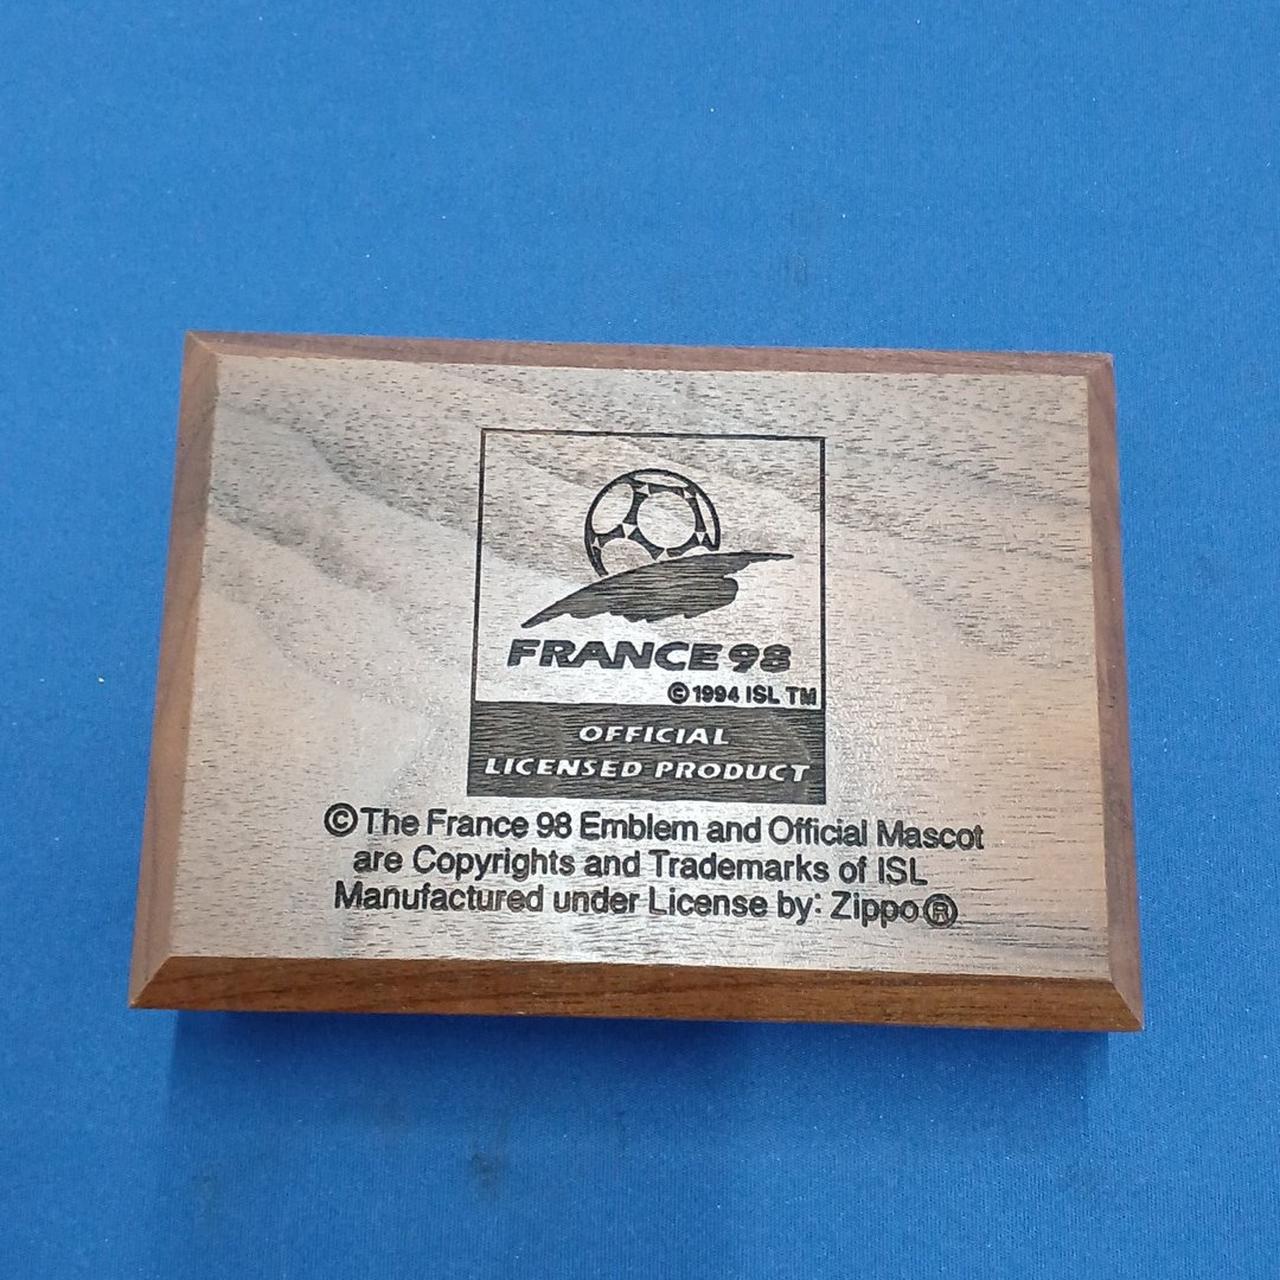 FRANCE 98
© 1994 ISL TM
OFFICIAL
LICENSED PRODUCT
©The France 98 Emblem and Official Mascot
are Copyrights and Trademarks of ISL
Manufactured under License by: Zippo®